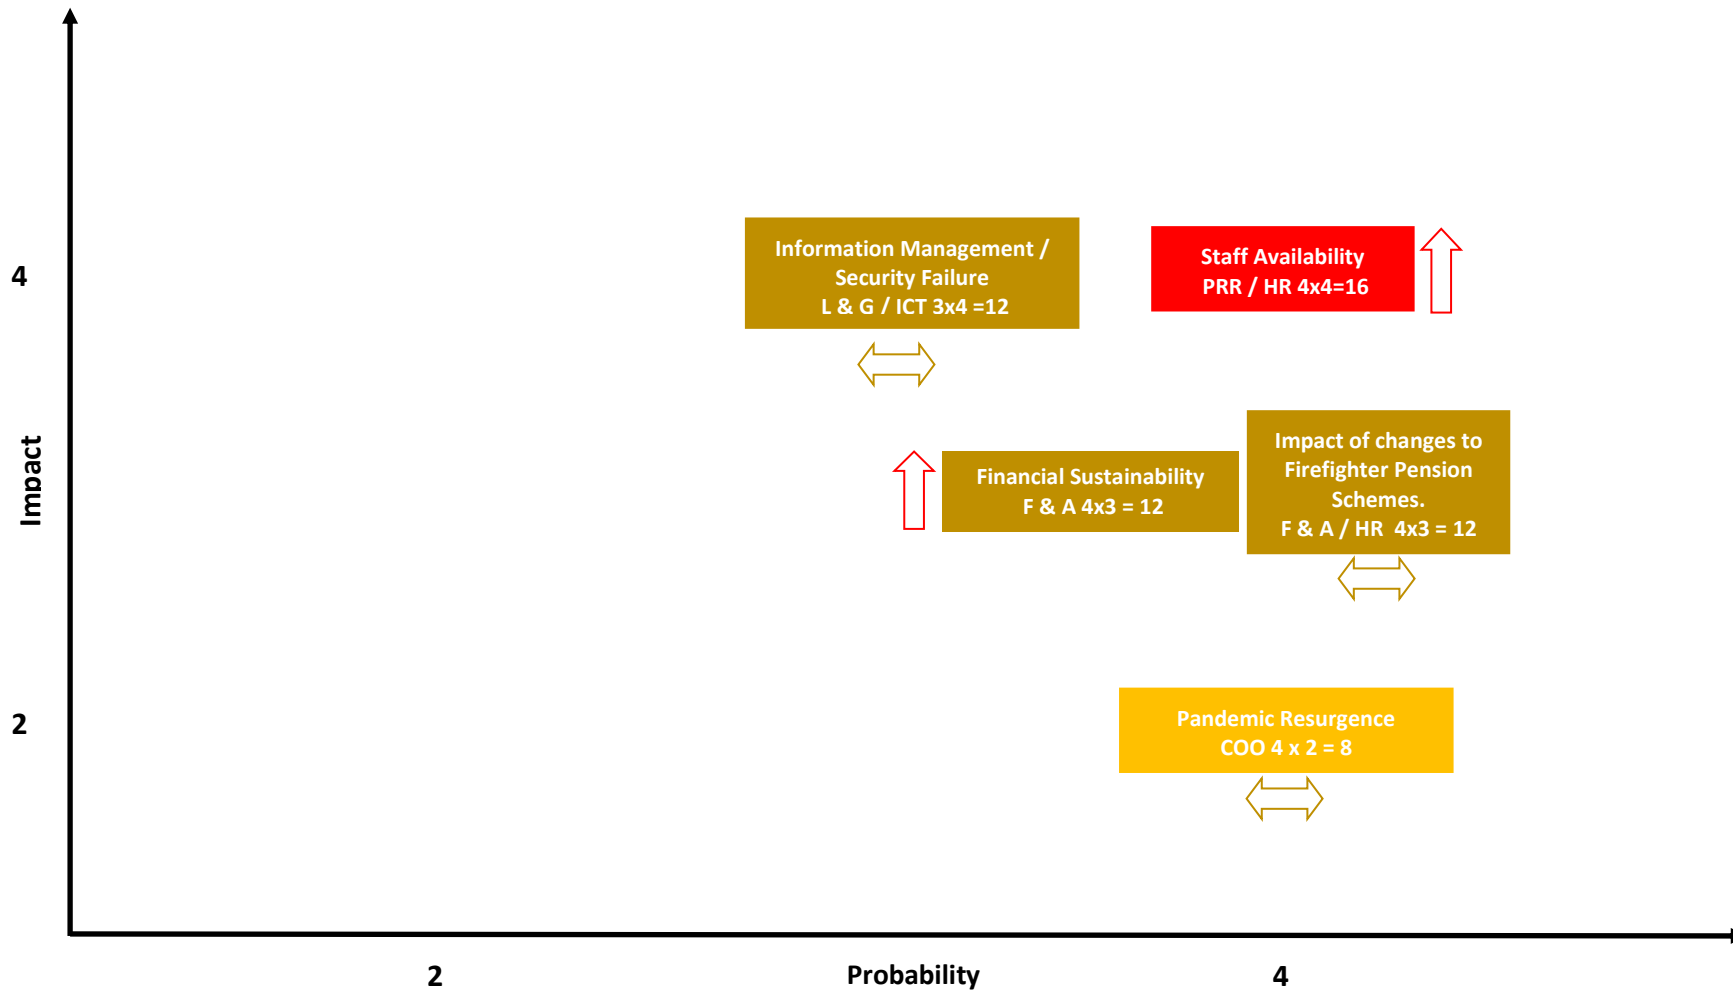 4
Information Management /
Security Failure
L & G / ICT 3x4 =12
Staff Availability
PRR / HR 4x4=16
Impact
Financial Sustainability
F & A 4x3 = 12
Impact of changes to
Firefighter Pension
Schemes.
F & A / HR  4x3 = 12
2
Pandemic Resurgence
COO 4 x 2 = 8
2
Probability
4